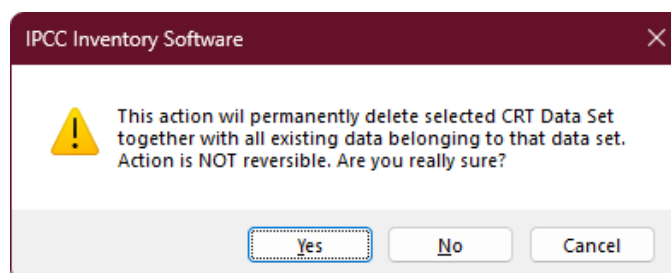 IPCC Inventory Software
This action wil permanently delete selected CRT Data Set
together with all existing data belonging to that data set.
Action is NOT reversible. Are you really sure?
Yes
No
Cancel